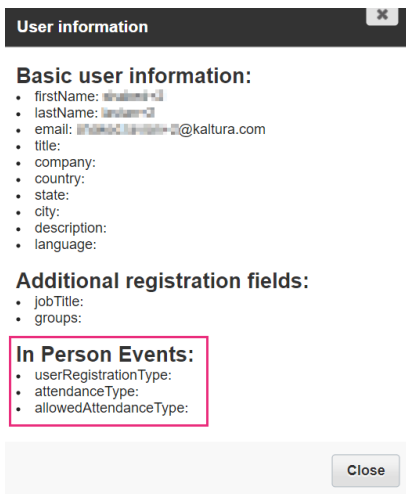 User information
Basic user information:
firstName:
lastName:
email: @kaltura.com
title:
company:
country:
state:
city:
description:
language:
Additional registration fields:
jobTitle:
groups:
In Person Events:
userRegistrationType:
attendanceType:
allowedAttendanceType:
Close